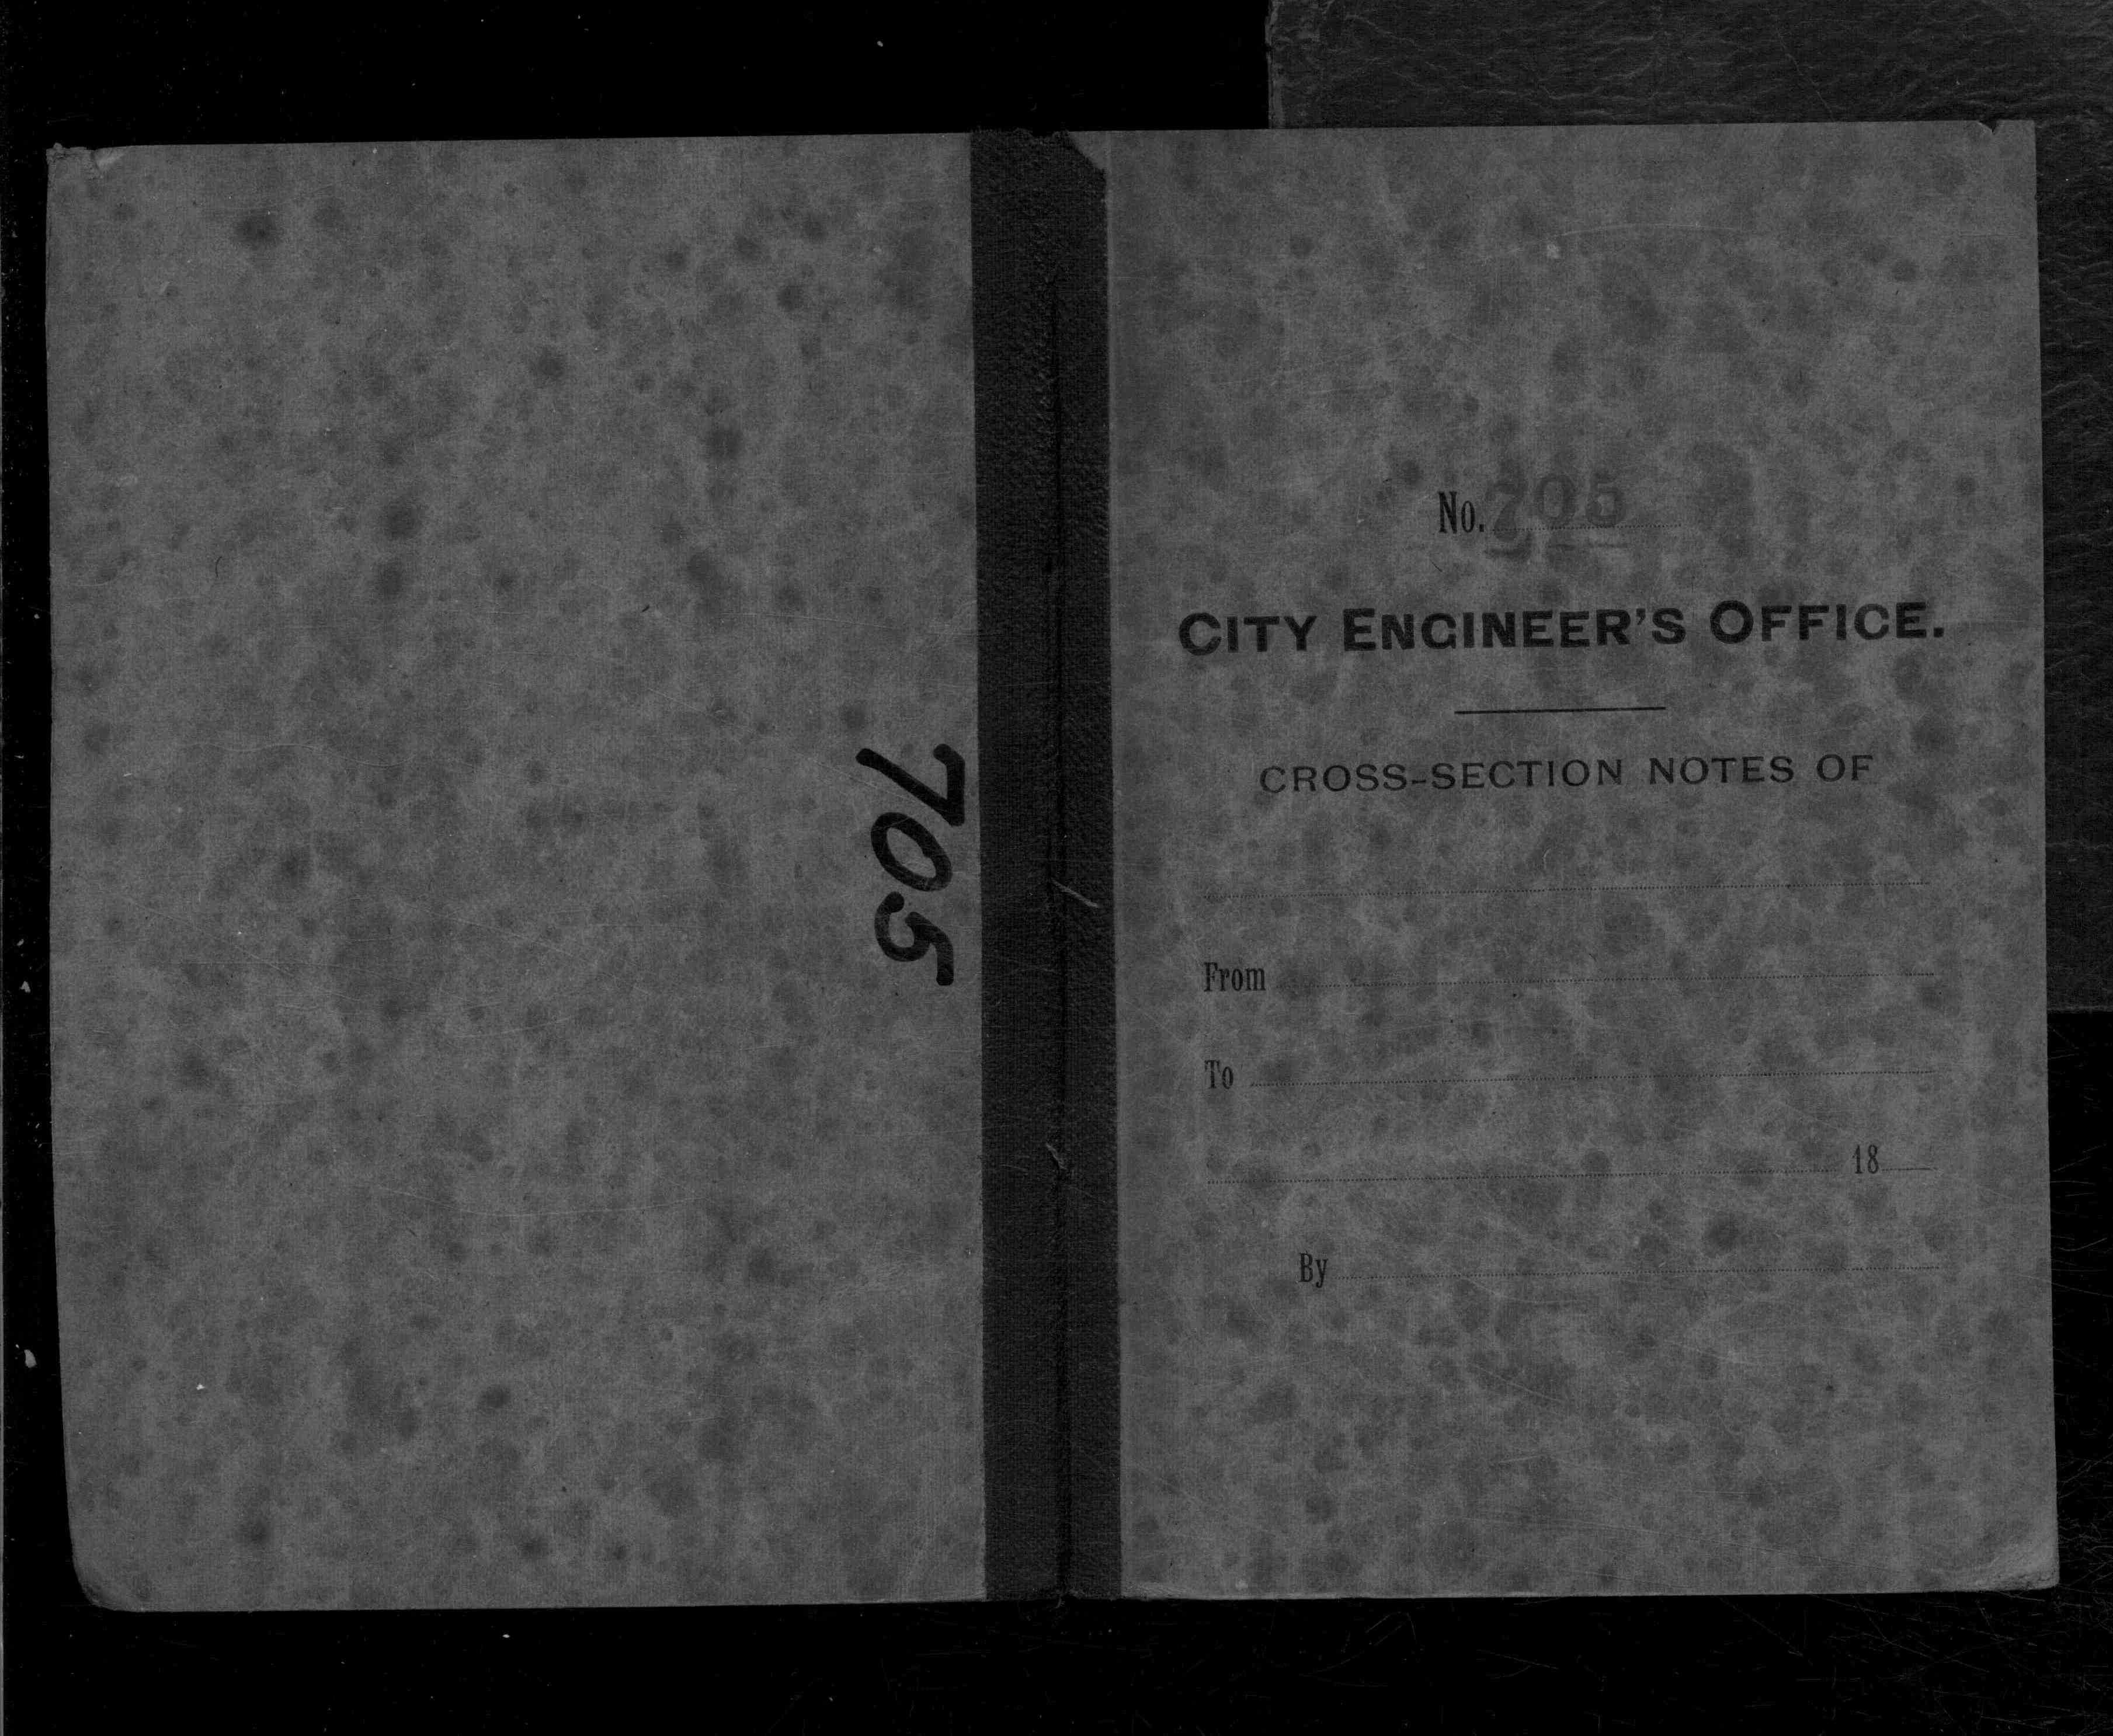 705
No. 705
CITY ENGINEER'S OFFICE.
CROSS-SECTION NOTES OF
From
To
18
By